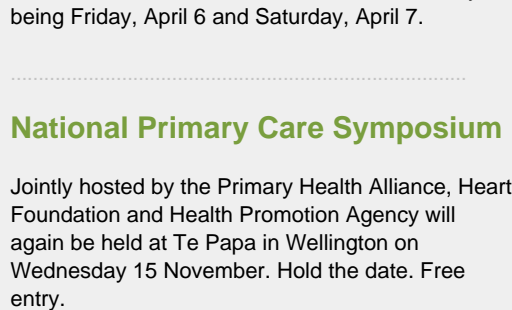 being Friday, April 6 and Saturday, April 7.
National Primary Care Symposium
Jointly hosted by the Primary Health Alliance, Heart
Foundation and Health Promotion Agency will
again be held at Te Papa in Wellington on
Wednesday 15 November. Hold the date. Free
entry.